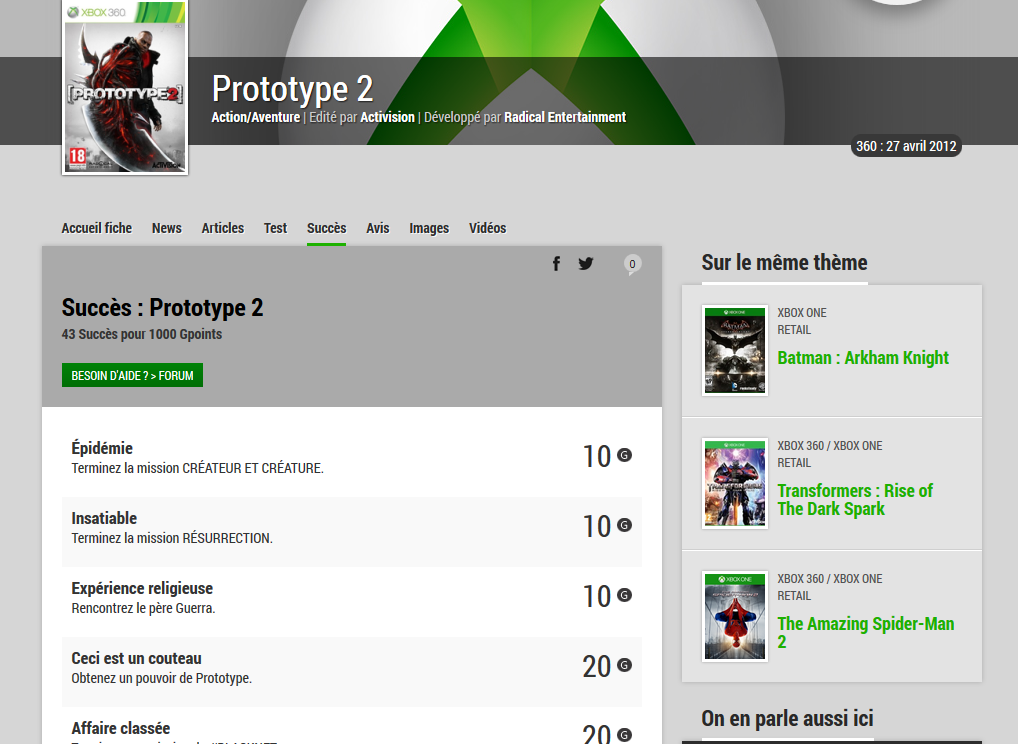 XBOX 360
[PROTOTYPE2]
18
ACTIVISION
Prototype 2
Action/Aventure | Edité par Activision | Développé par Radical Entertainment
360 : 27 avril 2012
Accueil fiche News Articles Test Succès Avis Images Vidéos
0
Succès : Prototype 2
43 Succès pour 1000 Gpoints
BESOIN D'AIDE ? > FORUM
Épidémie
Terminez la mission CRÉATEUR ET CRÉATURE.
10 G
Insatiable
Terminez la mission RÉSURRECTION.
10 G
Expérience religieuse
Rencontrez le père Guerra.
10 G
Ceci est un couteau
Obtenez un pouvoir de Prototype.
20 G
Affaire classée
20 G
Sur le même thème
XBOX ONE
RETAIL
Batman : Arkham Knight
XBOX 360 / XBOX ONE
RETAIL
Transformers : Rise of
The Dark Spark
XBOX ONE
XBOX 360 / XBOX ONE
RETAIL
The Amazing Spider-Man
2
On en parle aussi ici